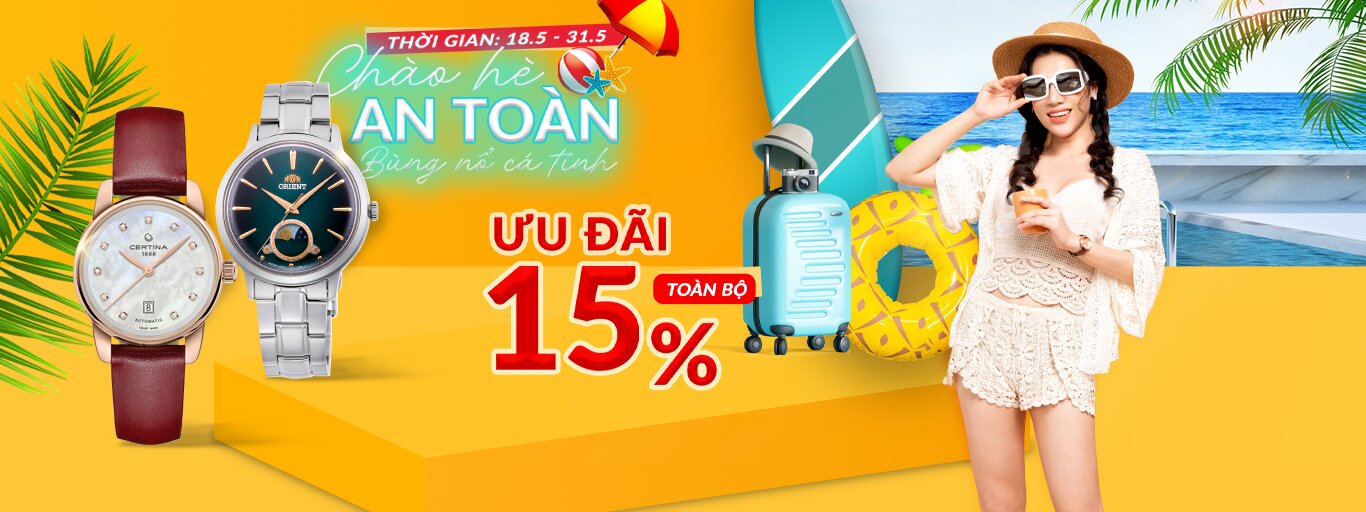 THỜI GIAN: 18.5 - 31.5
Chào hè
AN TOÀN
Bùng nổ cá tính
ƯU ĐÃI
15%
TOÀN BỘ
ORIENT
CERTINA
1888
8
AUTOMATIC